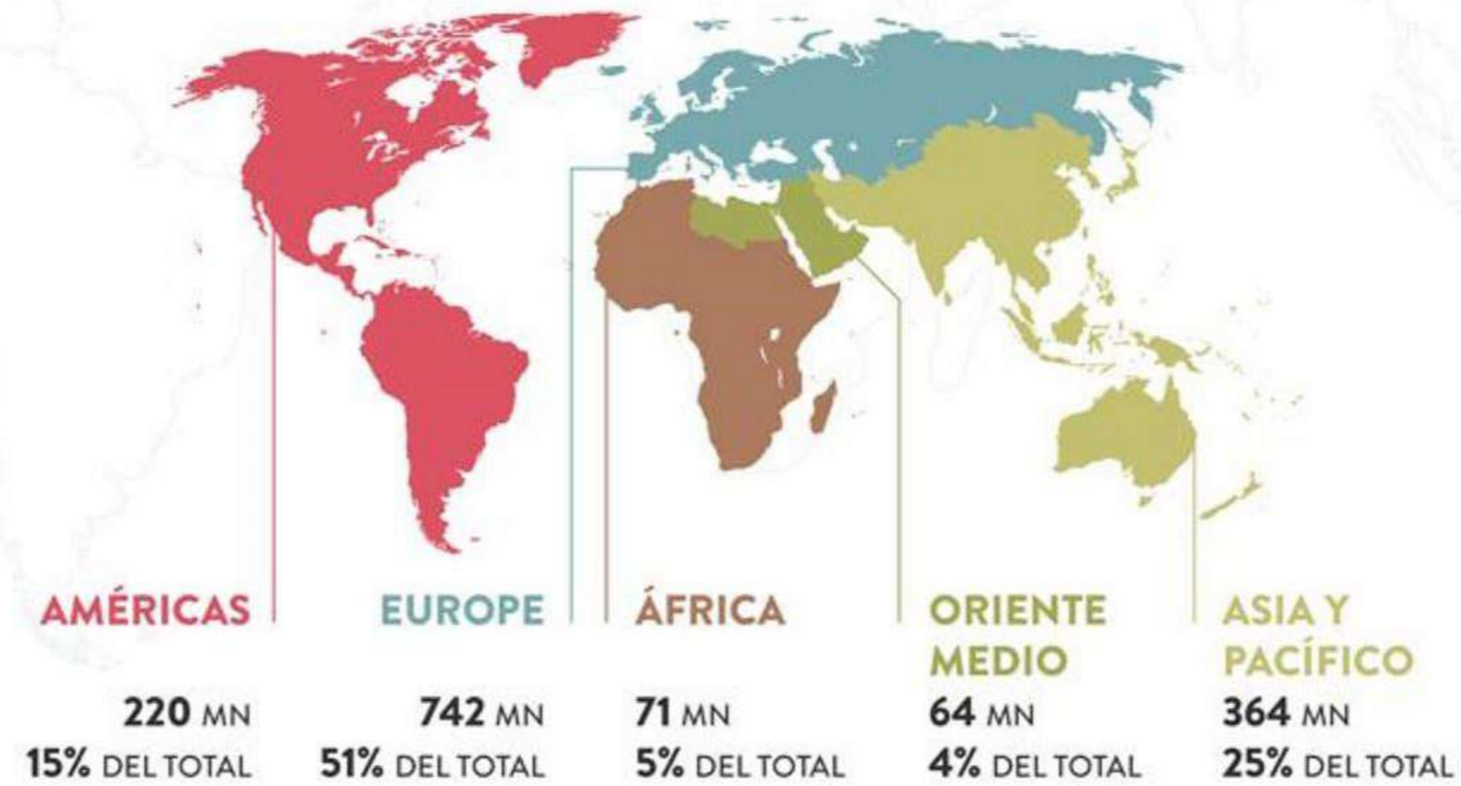 AMÉRICAS
220 MN
15% DEL TOTAL
EUROPE
742 MN
51% DEL TOTAL
ÁFRICA
71 MN
5% DEL TOTAL
ORIENTE
MEDIO
64 MN
4% DEL TOTAL
ASIA Y
PACÍFICO
364 MN
25% DEL TOTAL